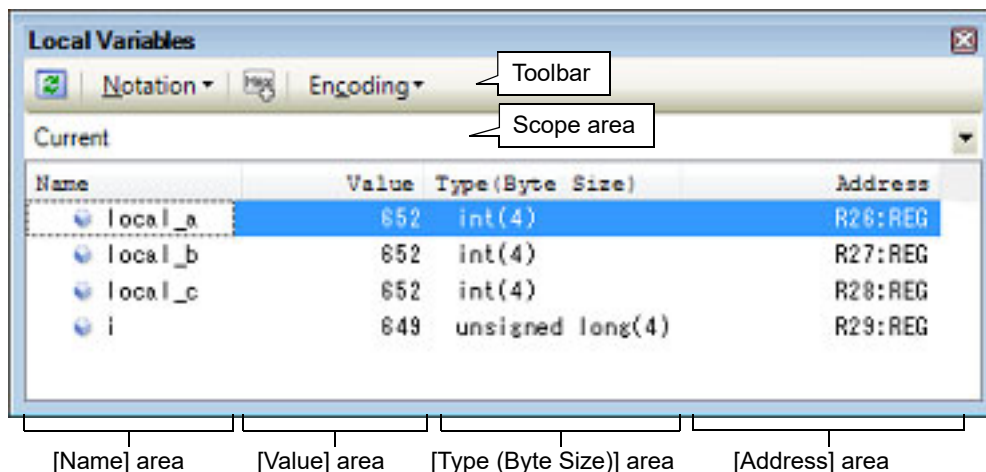 Local Variables
Notation Hex Encoding
Toolbar
Current
Scope area
Name Value Type(Byte Size) Address
local_a 652 int(4) R26:REG
local_b 652 int(4) R27:REG
local_c 652 int(4) R28:REG
i 649 unsigned long(4) R29:REG
[Name] area [Value] area [Type (Byte Size)] area [Address] area